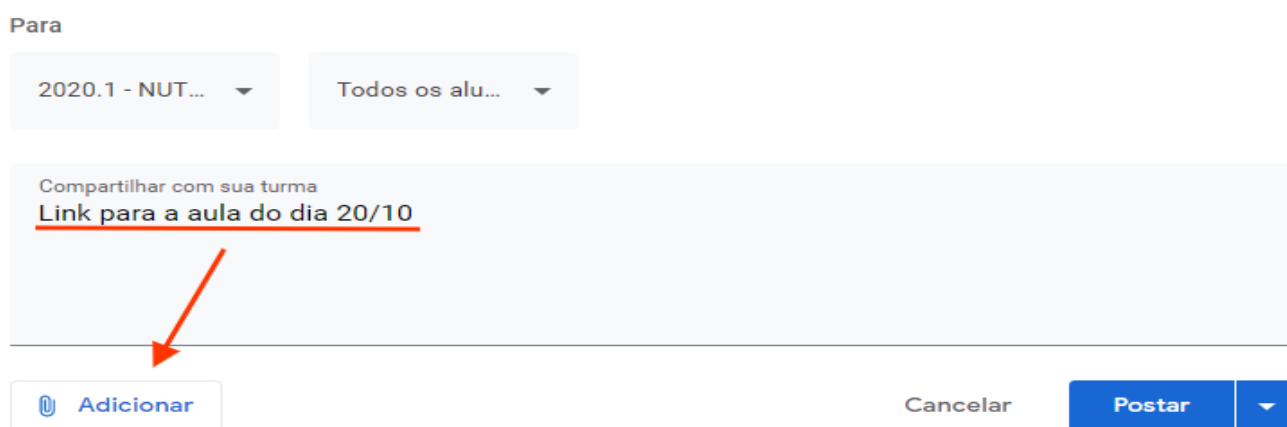 Para
2020.1 - NUT... Todos os alu...
Compartilhar com sua turma
Link para a aula do dia 20/10
Adicionar Cancelar Postar